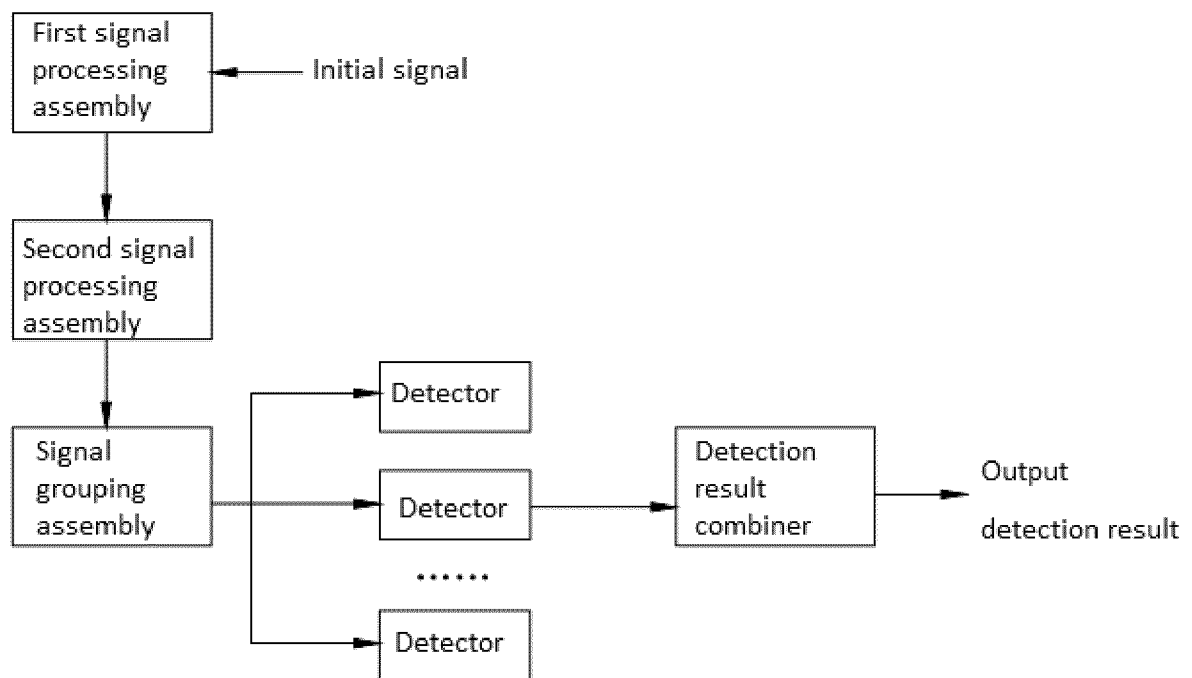 First signal
processing
assembly
Initial signal
Second signal
processing
assembly
Signal
grouping
assembly
Detector
Detector
......
Detector
Detection
result
combiner
Output
detection result